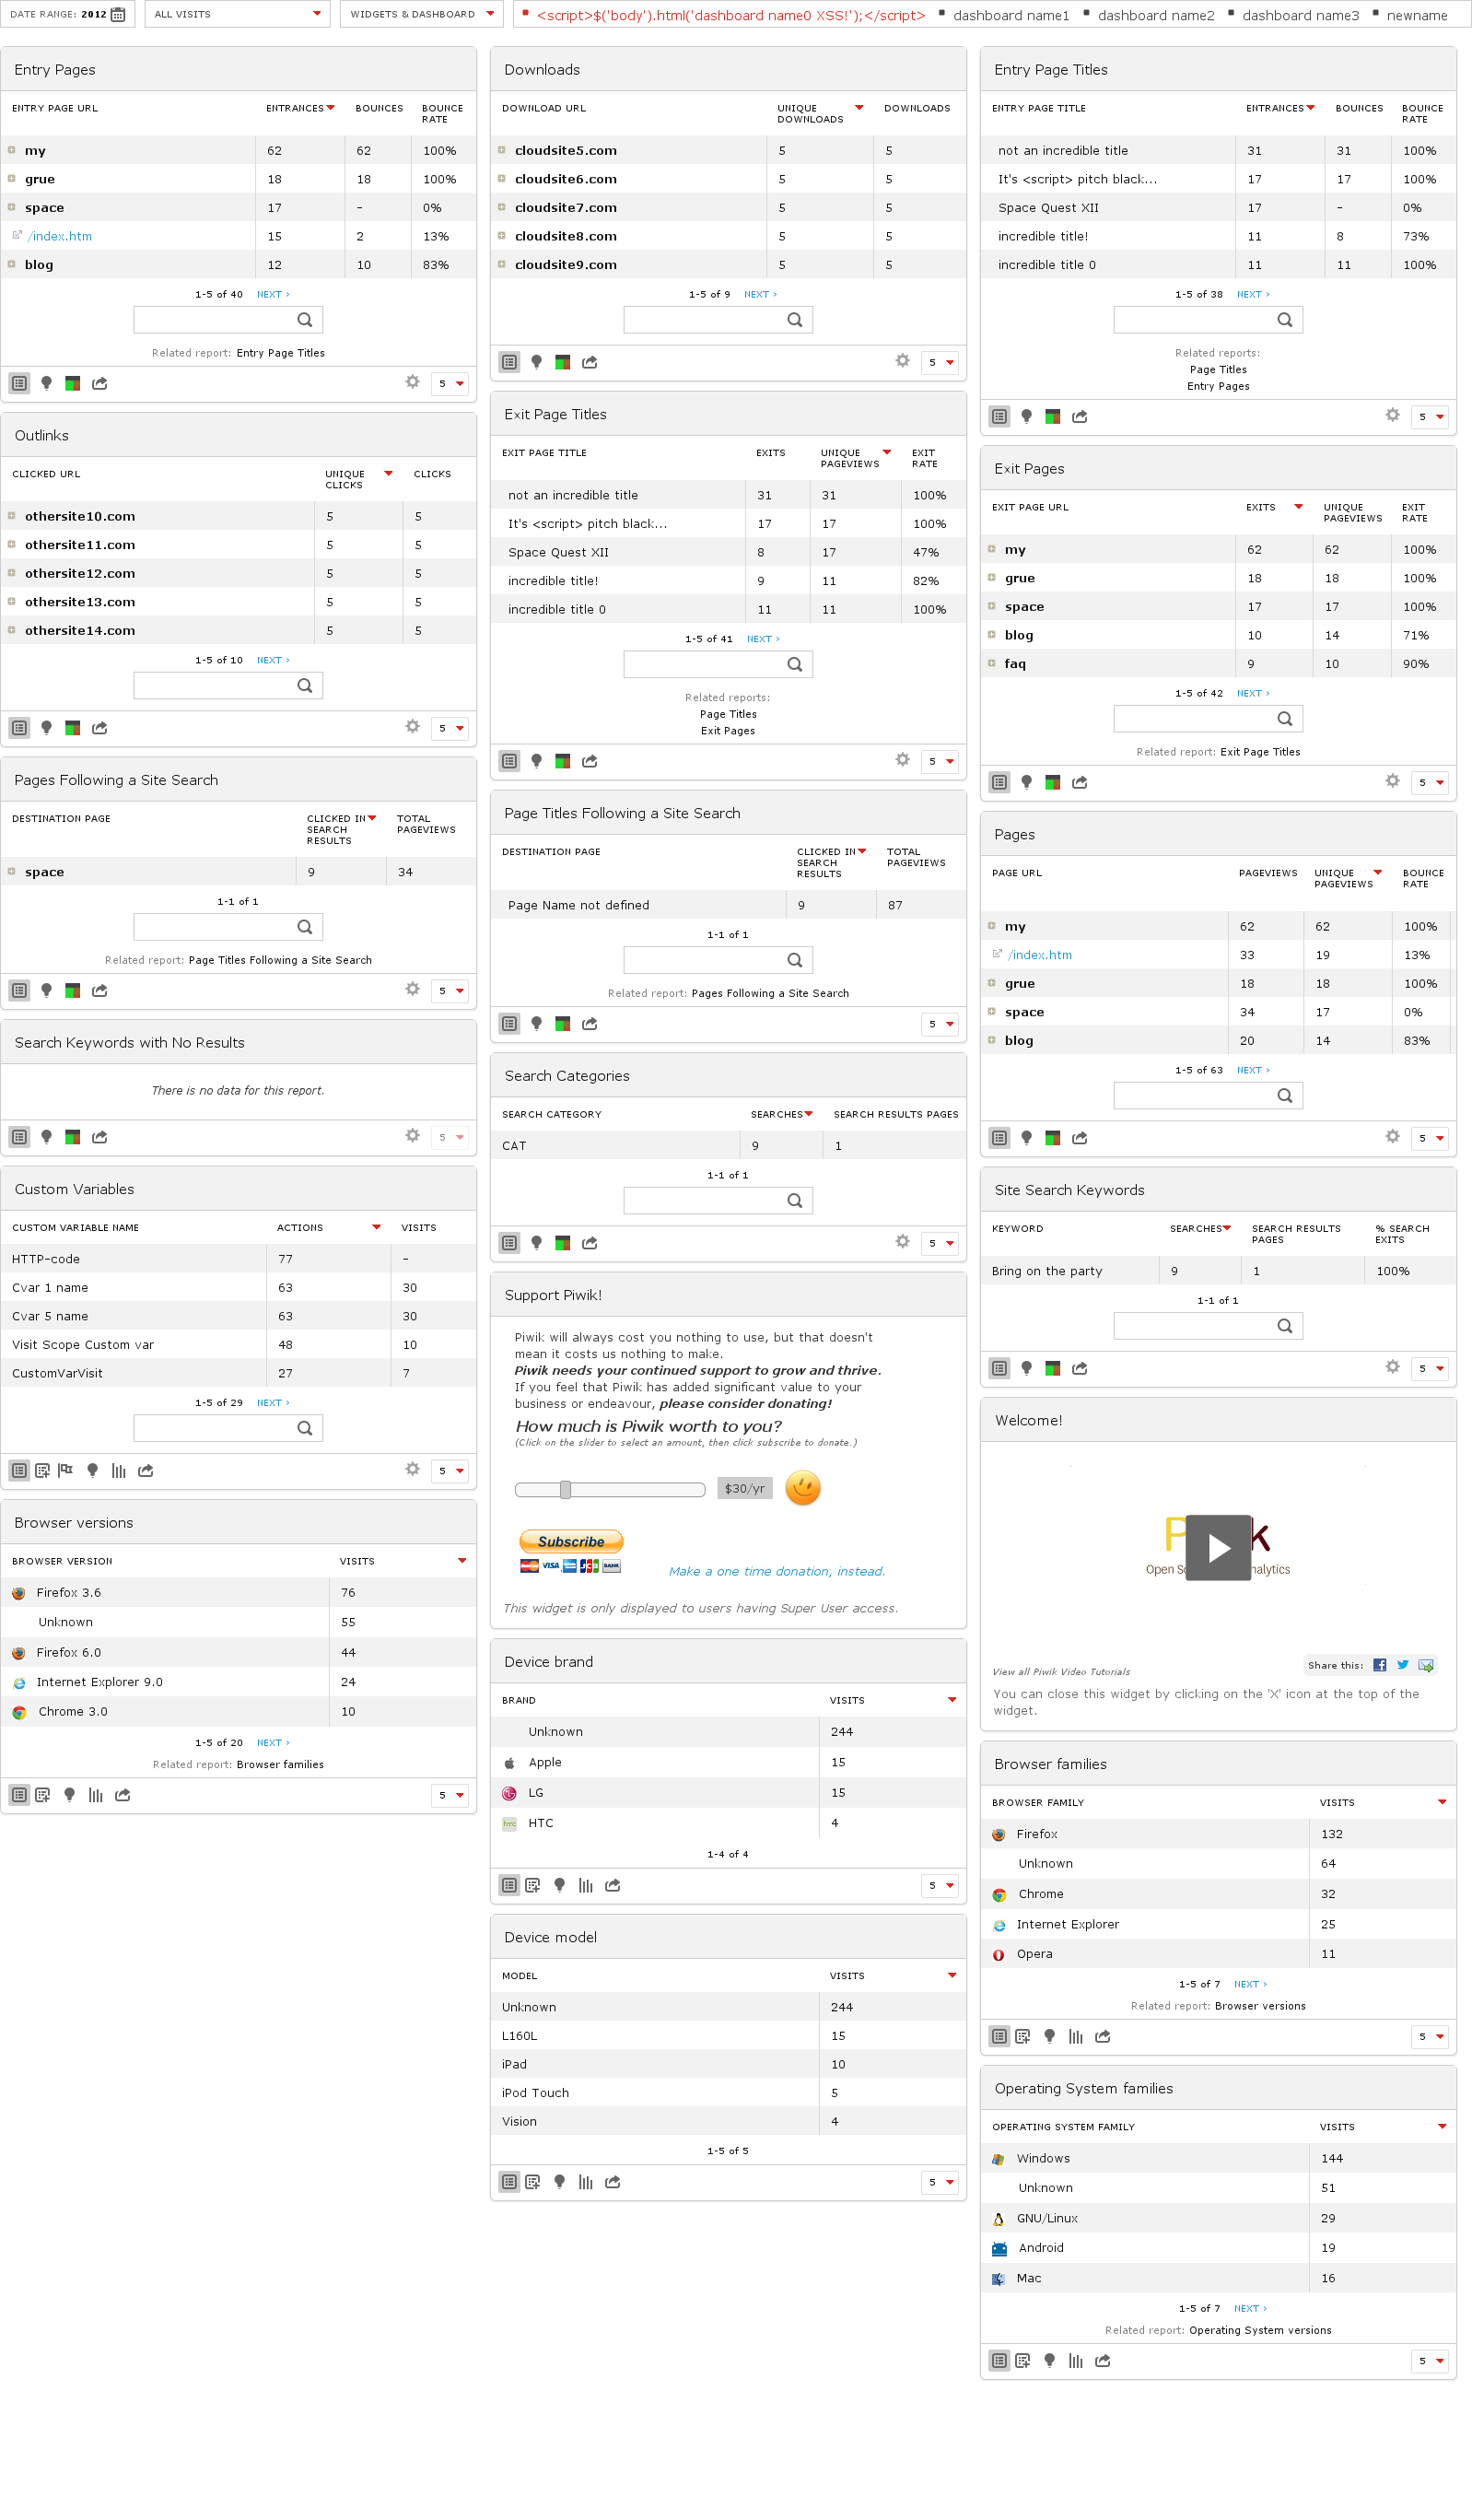 DATE RANGE: 2012
ALL VISITS
WIDGETS & DASHBOARD
<script>$('body').html('dashboard name0 XSS!');</script>
dashboard name1
dashboard name2
dashboard name3
newname
Entry Pages
ENTRY PAGE URL ENTRANCES BOUNCES BOUNCE RATE
my 62 62 100%
grue 18 18 100%
space 17 - 0%
/index.htm 15 2 13%
blog 12 10 83%
1-5 of 40 NEXT ›
Related report: Entry Page Titles
5
Outlinks
CLICKED URL UNIQUE CLICKS CLICKS
othersite10.com 5 5
othersite11.com 5 5
othersite12.com 5 5
othersite13.com 5 5
othersite14.com 5 5
1-5 of 10 NEXT ›
5
Pages Following a Site Search
DESTINATION PAGE CLICKED IN SEARCH RESULTS TOTAL PAGEVIEWS
space 9 34
1-1 of 1
Related report: Page Titles Following a Site Search
5
Search Keywords with No Results
There is no data for this report.
5
Custom Variables
CUSTOM VARIABLE NAME ACTIONS VISITS
HTTP-code 77 -
Cvar 1 name 63 30
Cvar 5 name 63 30
Visit Scope Custom var 48 10
CustomVarVisit 27 7
1-5 of 29 NEXT ›
5
Browser versions
BROWSER VERSION VISITS
Firefox 3.6 76
Unknown 55
Firefox 6.0 44
Internet Explorer 9.0 24
Chrome 3.0 10
1-5 of 20 NEXT ›
Related report: Browser families
5
Downloads
DOWNLOAD URL UNIQUE DOWNLOADS DOWNLOADS
cloudsite5.com 5 5
cloudsite6.com 5 5
cloudsite7.com 5 5
cloudsite8.com 5 5
cloudsite9.com 5 5
1-5 of 9 NEXT ›
5
Exit Page Titles
EXIT PAGE TITLE EXITS UNIQUE PAGEVIEWS EXIT RATE
not an incredible title 31 31 100%
It's <script> pitch black... 17 17 100%
Space Quest XII 8 17 47%
incredible title! 9 11 82%
incredible title 0 11 11 100%
1-5 of 41 NEXT ›
Related reports:
Page Titles
Exit Pages
5
Page Titles Following a Site Search
DESTINATION PAGE CLICKED IN SEARCH RESULTS TOTAL PAGEVIEWS
Page Name not defined 9 87
1-1 of 1
Related report: Pages Following a Site Search
5
Search Categories
SEARCH CATEGORY SEARCHES SEARCH RESULTS PAGES
CAT 9 1
1-1 of 1
5
Support Piwik!
Piwik will always cost you nothing to use, but that doesn't
mean it costs us nothing to make.
Piwik needs your continued support to grow and thrive.
If you feel that Piwik has added significant value to your
business or endeavour, please consider donating!
How much is Piwik worth to you?
(Click on the slider to select an amount, then click subscribe to donate.)
$30/yr
Subscribe
VISA BANK
Make a one time donation, instead.
This widget is only displayed to users having Super User access.
Device brand
BRAND VISITS
Unknown 244
Apple 15
LG 15
HTC 4
1-4 of 4
5
Device model
MODEL VISITS
Unknown 244
L160L 15
iPad 10
iPod Touch 5
Vision 4
1-5 of 5
5
Entry Page Titles
ENTRY PAGE TITLE ENTRANCES BOUNCES BOUNCE RATE
not an incredible title 31 31 100%
It's <script> pitch black... 17 17 100%
Space Quest XII 17 - 0%
incredible title! 11 8 73%
incredible title 0 11 11 100%
1-5 of 38 NEXT ›
Related reports:
Page Titles
Entry Pages
5
Exit Pages
EXIT PAGE URL EXITS UNIQUE PAGEVIEWS EXIT RATE
my 62 62 100%
grue 18 18 100%
space 17 17 100%
blog 10 14 71%
faq 9 10 90%
1-5 of 42 NEXT ›
Related report: Exit Page Titles
5
Pages
PAGE URL PAGEVIEWS UNIQUE PAGEVIEWS BOUNCE RATE
my 62 62 100%
/index.htm 33 19 13%
grue 18 18 100%
space 34 17 0%
blog 20 14 83%
1-5 of 63 NEXT ›
5
Site Search Keywords
KEYWORD SEARCHES SEARCH RESULTS PAGES % SEARCH EXITS
Bring on the party 9 1 100%
1-1 of 1
5
Welcome!
P k
Open S nalytics
View all Piwik Video Tutorials
Share this:
You can close this widget by clicking on the 'X' icon at the top of the
widget.
Browser families
BROWSER FAMILY VISITS
Firefox 132
Unknown 64
Chrome 32
Internet Explorer 25
Opera 11
1-5 of 7 NEXT ›
Related report: Browser versions
5
Operating System families
OPERATING SYSTEM FAMILY VISITS
Windows 144
Unknown 51
GNU/Linux 29
Android 19
Mac 16
1-5 of 7 NEXT ›
Related report: Operating System versions
5